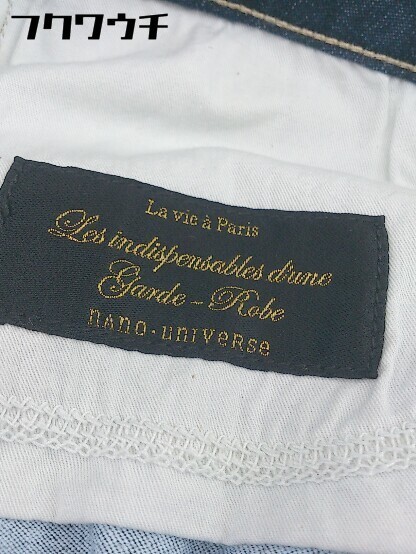 フクワウチ
La vie à Paris
Les indispensables d'une
Garde-Robe
nano·universe